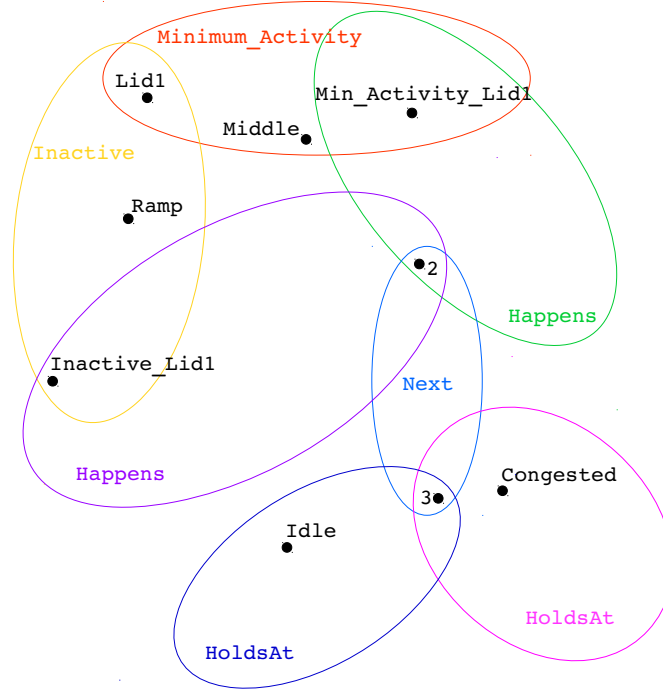 Minimum_Activity
Lid1
Min_Activity_Lid1
Middle
Inactive
Ramp
2
Happens
Inactive_Lid1
Next
Happens
Congested
3
Idle
HoldsAt
HoldsAt